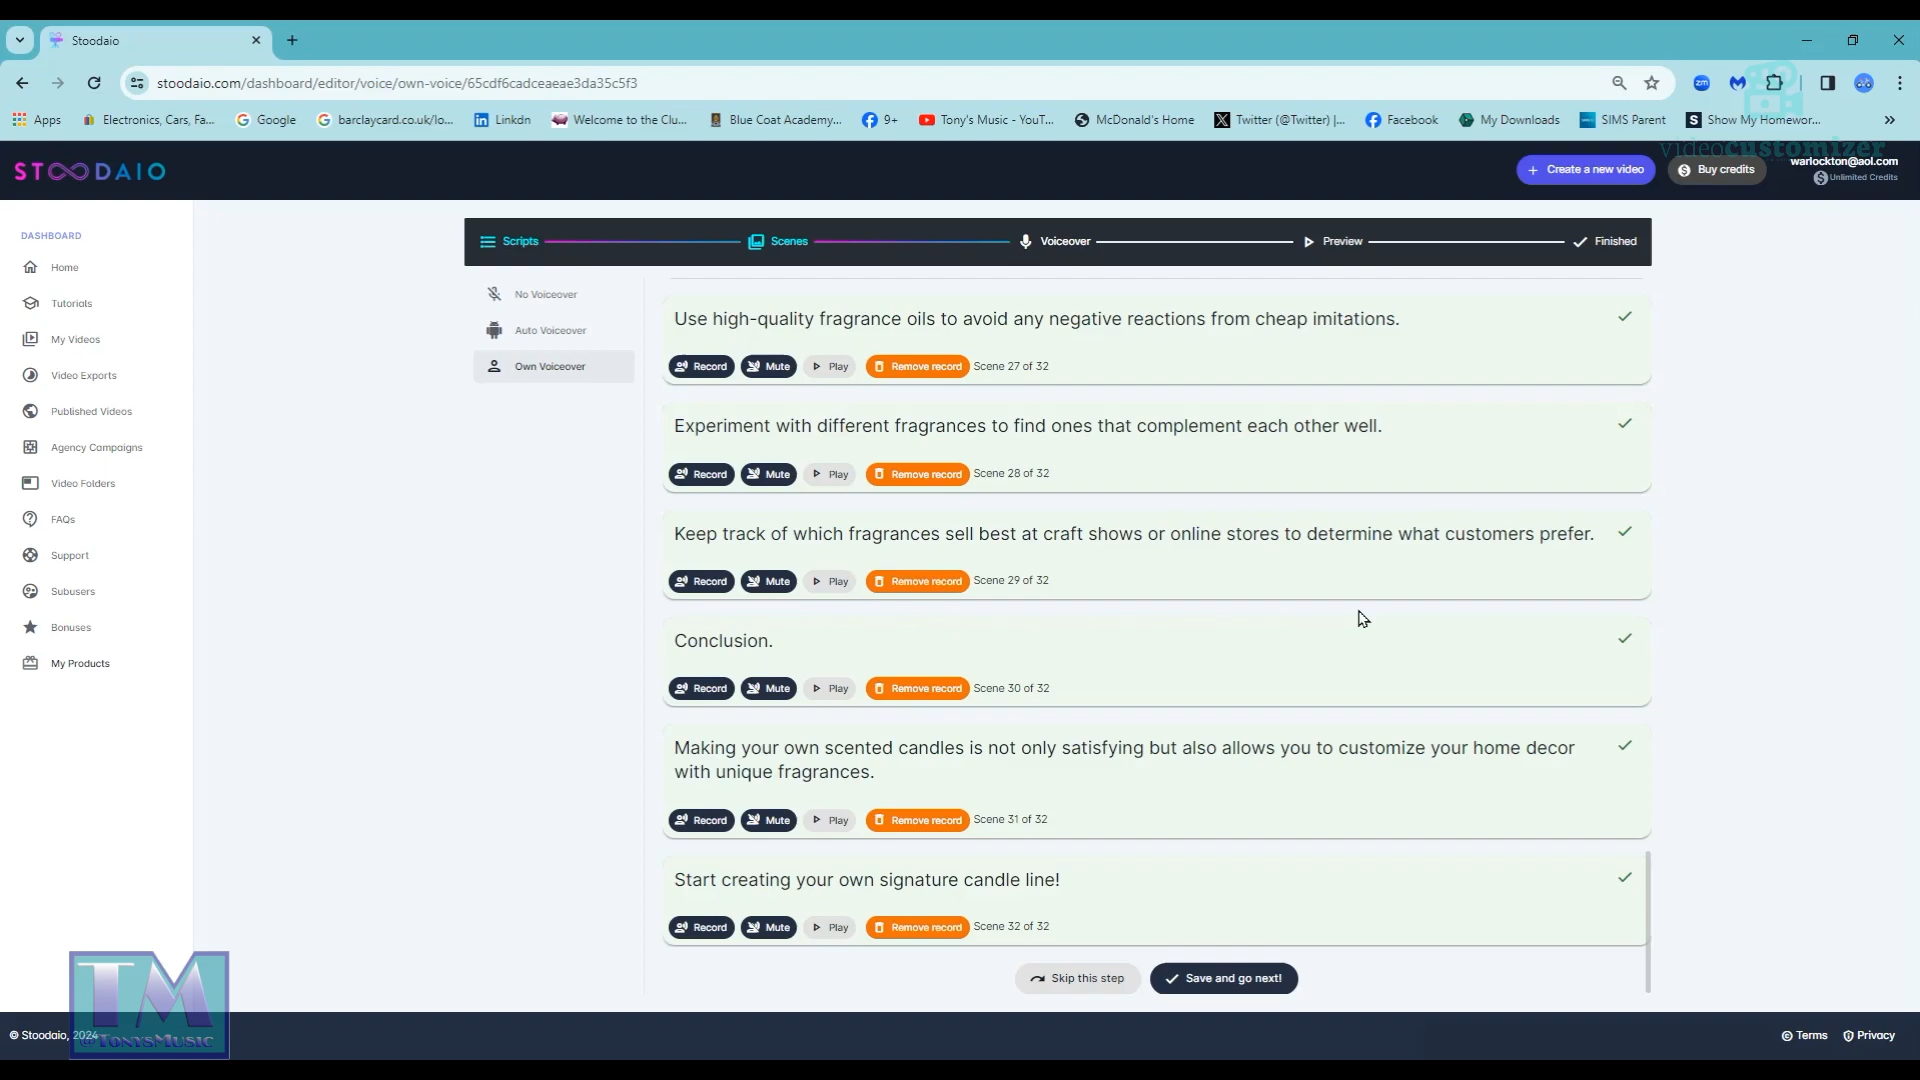 Stoodaio
stoodaio.com/dashboard/editor/voice/own-voice/65cdf6cadceaeae3da35c5f3
Apps
Electronics, Cars, Fa...
Google
barclaycard.co.uk/lo...
Linkdn
Welcome to the Clu...
Blue Coat Academy...
9+
Tony's Music - YouT...
McDonald's Home
Twitter (@Twitter) |...
Facebook
My Downloads
SIMS Parent
Show My Homewor...
»
videocustomizer
STOODAIO
Create a new video
Buy credits
warlockton@aol.com
Unlimited Credits
DASHBOARD
Home
Tutorials
My Videos
Video Exports
Published Videos
Agency Campaigns
Video Folders
FAQs
Support
Subusers
Bonuses
My Products
Scripts
Scenes
Voiceover
Preview
Finished
No Voiceover
Auto Voiceover
Own Voiceover
Use high-quality fragrance oils to avoid any negative reactions from cheap imitations.
Record Mute Play Remove record Scene 27 of 32
Experiment with different fragrances to find ones that complement each other well.
Record Mute Play Remove record Scene 28 of 32
Keep track of which fragrances sell best at craft shows or online stores to determine what customers prefer.
Record Mute Play Remove record Scene 29 of 32
Conclusion.
Record Mute Play Remove record Scene 30 of 32
Making your own scented candles is not only satisfying but also allows you to customize your home decor
with unique fragrances.
Record Mute Play Remove record Scene 31 of 32
Start creating your own signature candle line!
Record Mute Play Remove record Scene 32 of 32
Skip this step
Save and go next!
TM
@TonysMusic
© Stoodaio, 2024
Terms
Privacy